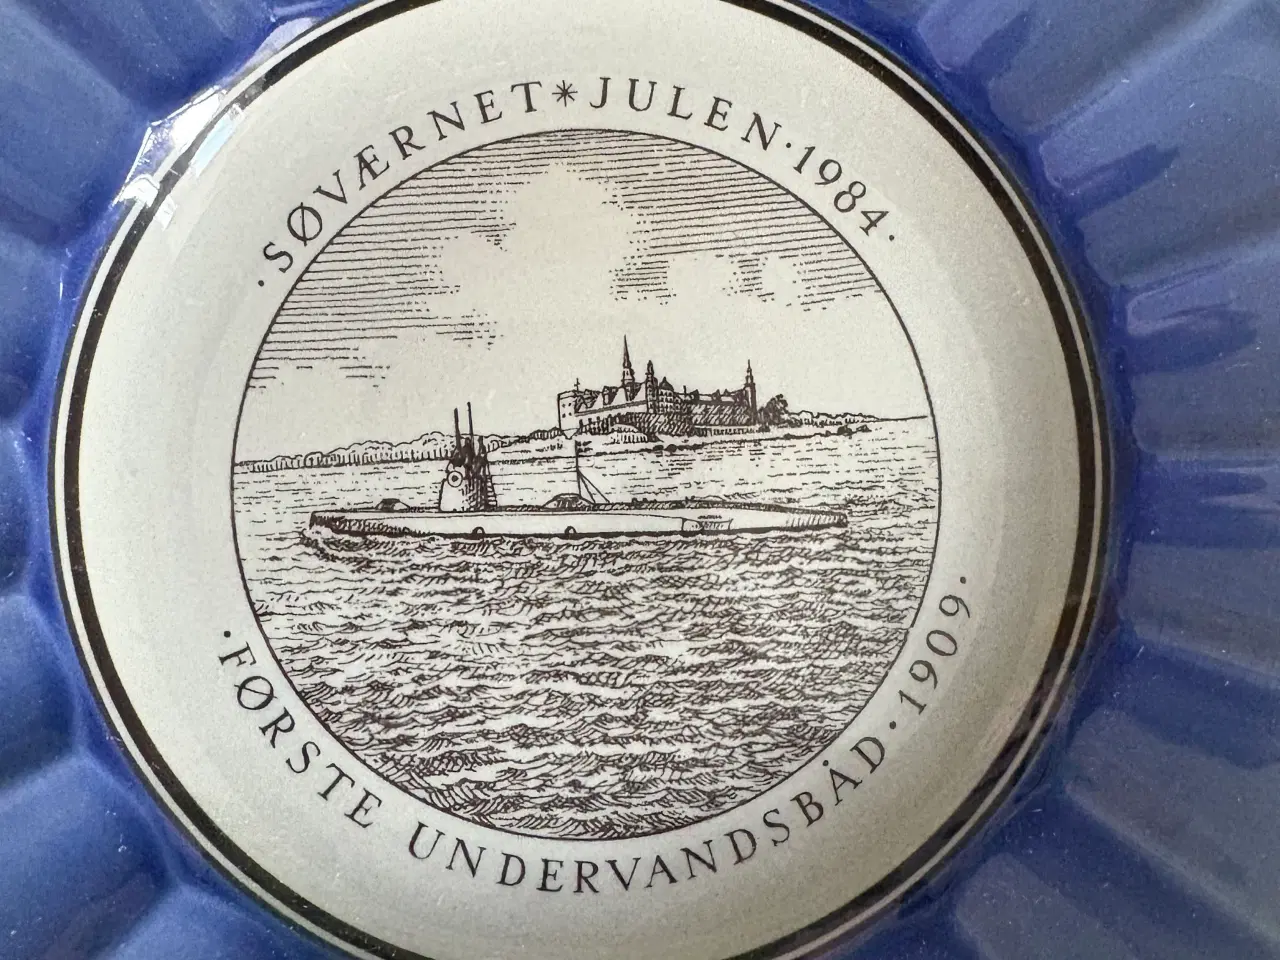 · SØVÆRNET * JULEN · 1984 ·
· FØRSTE UNDERVANDSBÅD · 1909 ·